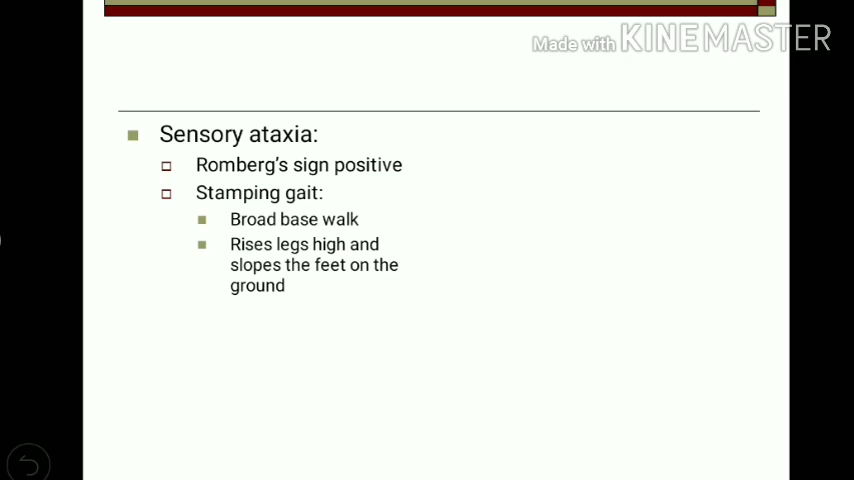 Made with KINEMASTER
Sensory ataxia:
Romberg's sign positive
Stamping gait:
Broad base walk
Rises legs high and
slopes the feet on the
ground